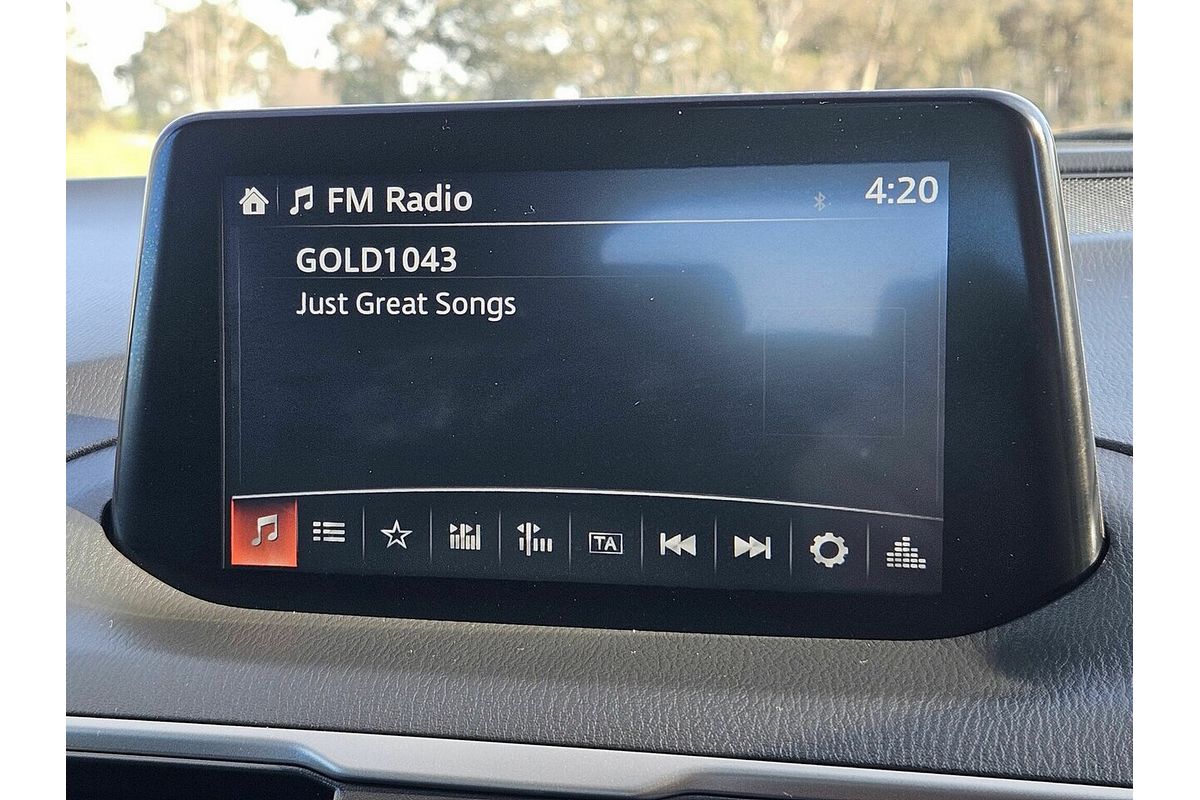 FM Radio
4:20
GOLD1043
Just Great Songs
TA